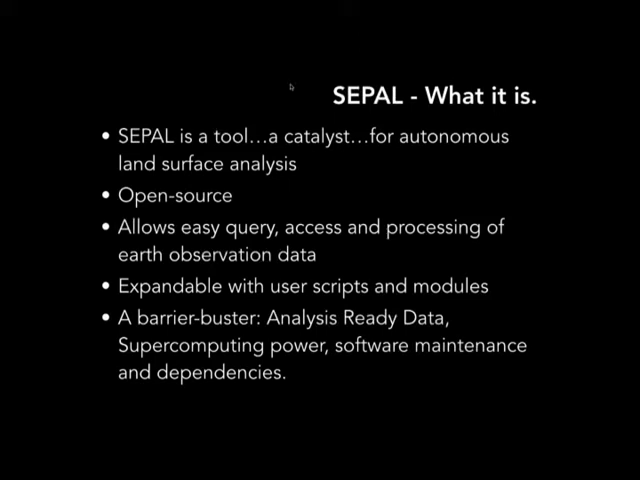 SEPAL - What it is.
• SEPAL is a tool…a catalyst…for autonomous
land surface analysis
• Open-source
• Allows easy query, access and processing of
earth observation data
• Expandable with user scripts and modules
• A barrier-buster: Analysis Ready Data,
Supercomputing power, software maintenance
and dependencies.